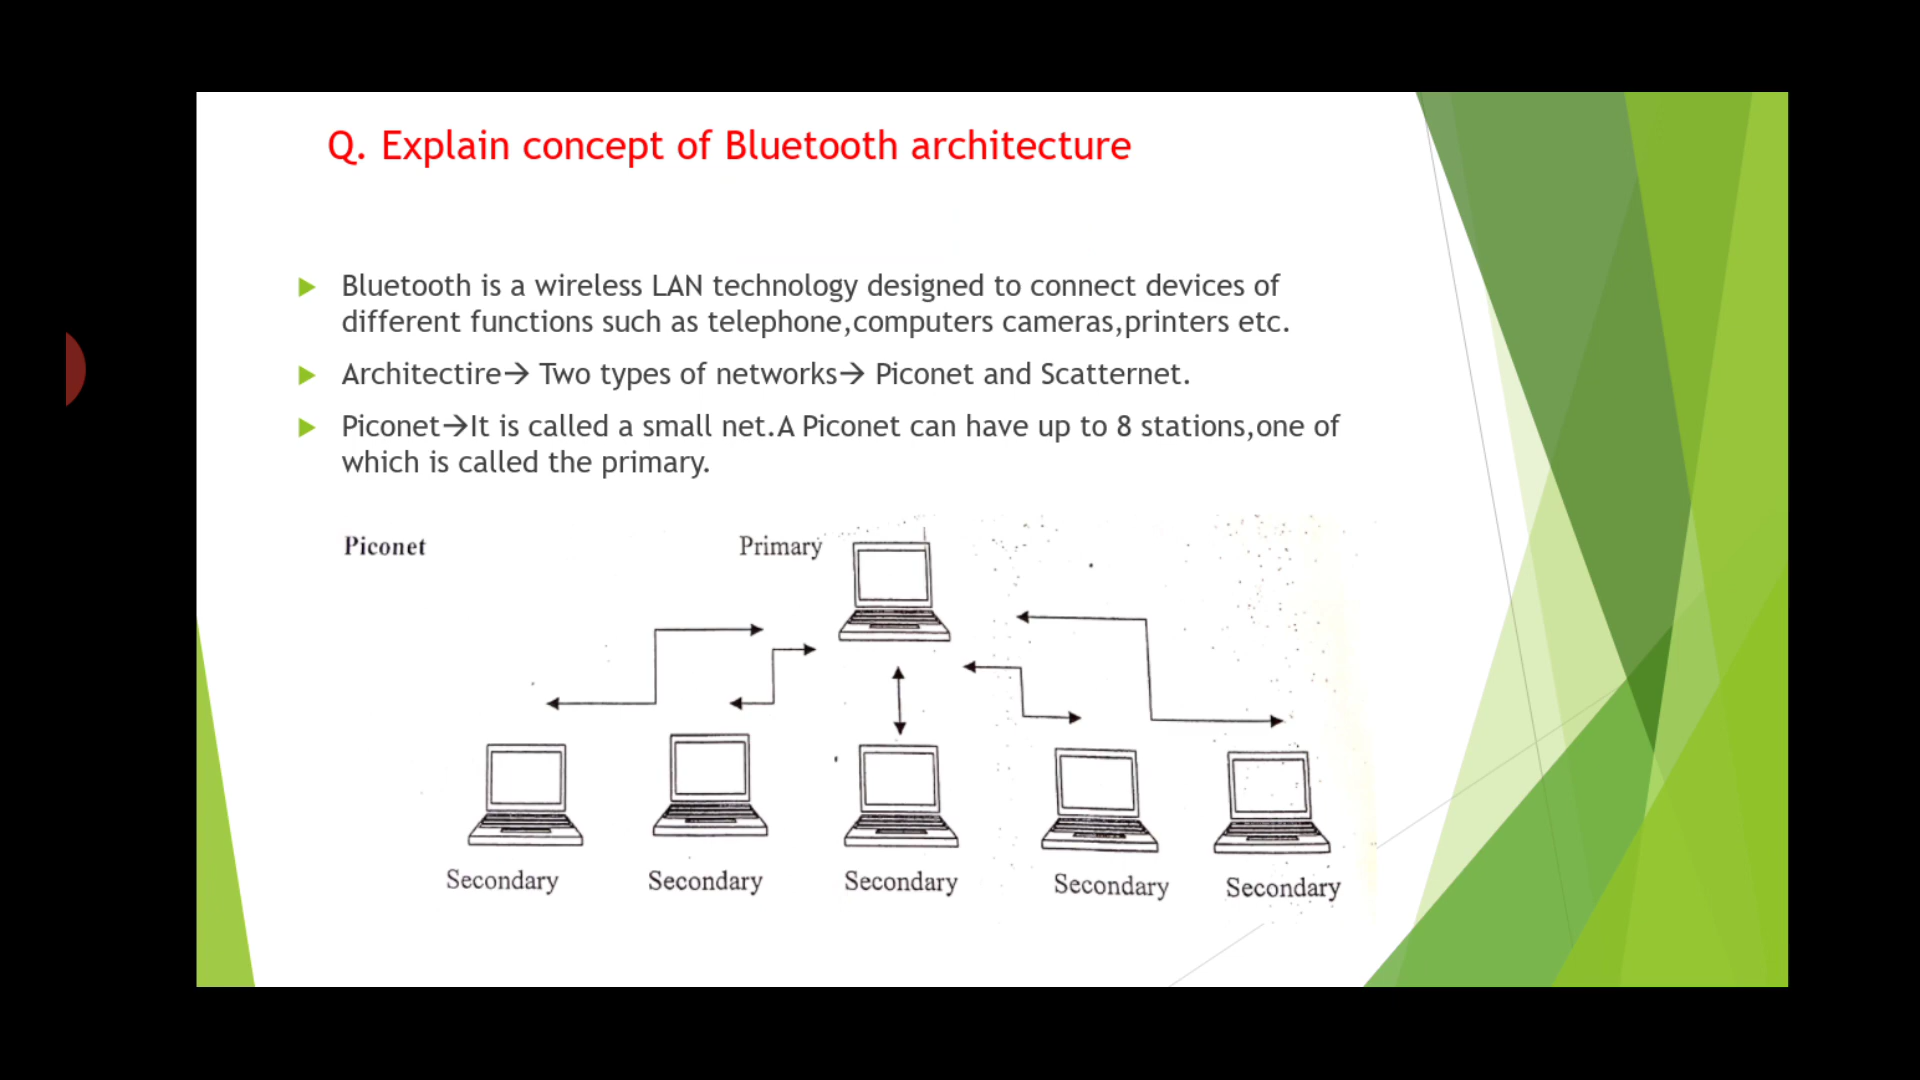 Q. Explain concept of Bluetooth architecture
Bluetooth is a wireless LAN technology designed to connect devices of
different functions such as telephone,computers cameras,printers etc.
Architectire→ Two types of networks→ Piconet and Scatternet.
Piconet→It is called a small net.A Piconet can have up to 8 stations,one of
which is called the primary.
Piconet
Primary
Secondary Secondary Secondary Secondary Secondary